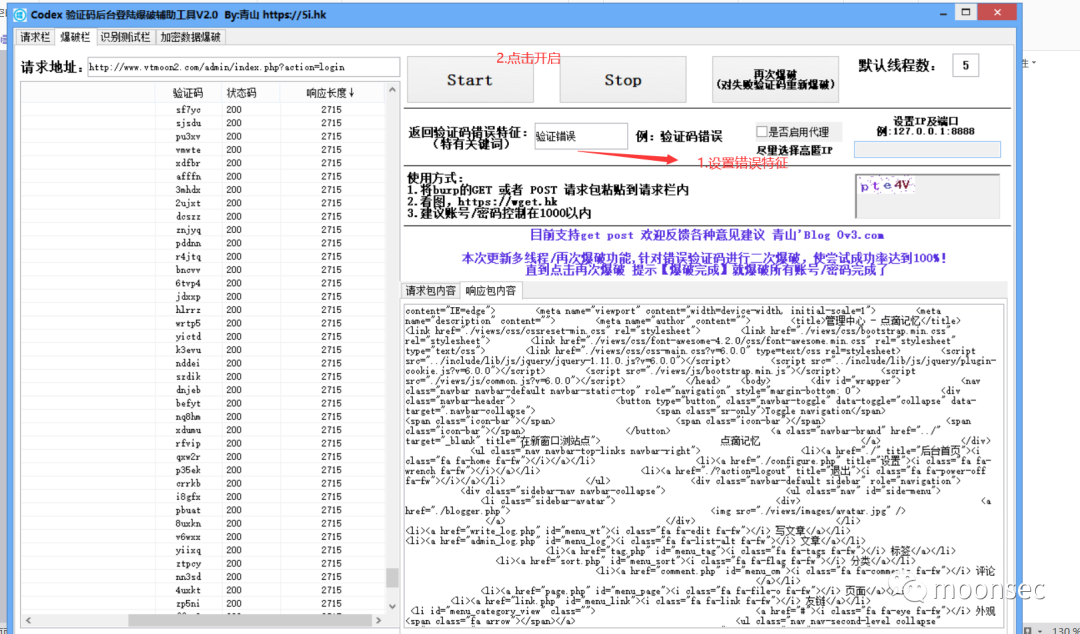 Codex 验证码后台登陆爆破辅助工具V2.0 By:青山 https://5i.hk
请求栏 爆破栏 识别测试栏 加密数据爆破
请求地址: http://www.vtmoon2.com/admin/index.php?action=login
验证码 状态码 响应长度↓
sf7yc 200 2715
sjsdu 200 2715
pu3xv 200 2715
vmwte 200 2715
xdfbr 200 2715
afffn 200 2715
3mhdx 200 2715
2ujxt 200 2715
dcszz 200 2715
znjyq 200 2715
pddnn 200 2715
r4jtq 200 2715
bncvv 200 2715
6tvp4 200 2715
jdxxp 200 2715
hlrrz 200 2715
wrtp5 200 2715
yictd 200 2715
k3evu 200 2715
nddei 200 2715
szdik 200 2715
dnjeb 200 2715
befyt 200 2715
nq8hm 200 2715
xdumu 200 2715
rfvip 200 2715
qxw2r 200 2715
p35ek 200 2715
crrkb 200 2715
i8gfx 200 2715
pbuat 200 2715
8uxkn 200 2715
v6wxx 200 2715
yiixq 200 2715
ztpcy 200 2715
nn3sd 200 2715
4uxkt 200 2715
zp5ni 200 2715
2.点击开启
Start
Stop
再次爆破
(对失败验证码重新爆破)
默认线程数: 5
返回验证码错误特征:
(特有关键词)
验证错误
例: 验证码错误
是否启用代理
尽里选择高匿IP
设置IP及端口
例:127.0.0.1:8888
1.设置错误特征
使用方式:
1.将burp的GET 或者 POST 请求包粘贴到请求栏内
2.看图, https://wget.hk
3.建议账号/密码控制在1000以内
pte4V
目前支持get post 欢迎反馈各种意见建议 青山'Blog Ov3.com
本次更新多线程/再次爆破功能,针对错误验证码进行二次爆破，使尝试成功率达到100%!
直到点击再次爆破 提示【爆破完成】就爆破所有账号/密码完成了
请求包内容 响应包内容
content="IE=edge"> <meta name="viewport" content="width=device-width, initial-scale=1"> <meta
name="description" content=""> <meta name="author" content=""> <title>管理中心 - 点滴记忆</title>
<link href="./views/css/cssreset-min.css" rel="stylesheet"> <link href="./views/css/bootstrap.min.css"
rel="stylesheet"> <link href="./views/css/font-awesome-4.2.0/css/font-awesome.min.css" rel="stylesheet"
type="text/css"> <link href="./views/css/css-main.css?v=6.0.0" type=text/css rel=stylesheet> <script
src="../include/lib/js/jquery/jquery-1.11.0.js?v=6.0.0"></script> <script src="../include/lib/js/jquery/plugin-
cookie.js?v=6.0.0"></script> <script src="./views/js/bootstrap.min.js"></script> <script
src="./views/js/common.js?v=6.0.0"></script> </head> <body> <div id="wrapper"> <nav
class="navbar navbar-default navbar-static-top" role="navigation" style="margin-bottom: 0"> <div
class="navbar-header"> <button type="button" class="navbar-toggle" data-toggle="collapse" data-
target=".navbar-collapse"> <span class="sr-only">Toggle navigation</span>
<span class="icon-bar"></span> <span class="icon-bar"></span> <span
class="icon-bar"></span> </button> <a class="navbar-brand" href="../"
target="_blank" title="在新窗口浏站点"> 点滴记忆 </a> </div>
<ul class="nav navbar-top-links navbar-right"> <li><a href="./" title="后台首页"><i
class="fa fa-home fa-fw"></i></a></li> <li><a href="./configure.php" title="设置"><i class="fa fa-
wrench fa-fw"></i></a></li> <li><a href="./?action=logout" title="退出"><i class="fa fa-power-off
fa-fw"></i></a></li> </ul> <div class="navbar-default sidebar" role="navigation">
<div class="sidebar-nav navbar-collapse"> <ul class="nav" id="side-menu">
<li class="sidebar-avatar"> <div> <a
href="./blogger.php"> <img src="./views/images/avatar.jpg" />
</a> </div> </li>
<li><a href="write_log.php" id="menu_wt"><i class="fa fa-edit fa-fw"></i> 写文章</a></li>
<li><a href="admin_log.php" id="menu_log"><i class="fa fa-list-alt fa-fw"></i> 文章</a></li>
<li><a href="tag.php" id="menu_tag"><i class="fa fa-tags fa-fw"></i> 标签</a></li>
<li><a href="sort.php" id="menu_sort"><i class="fa fa-flag fa-fw"></i> 分类</a></li>
<li><a href="comment.php" id="menu_cm"><i class="fa fa-comments fa-fw"></i> 评论
</a></li>
<li><a href="page.php" id="menu_page"><i class="fa fa-file-o fa-fw"></i> 页面</a></li>
<li><a href="link.php" id="menu_link"><i class="fa fa-link fa-fw"></i> 友链</a></li>
<li id="menu_category_view" class=""> <a href="#"><i class="fa fa-eye fa-fw"></i> 外观
<span class="fa arrow"></span></a> <ul class="nav nav-second-level collapse"
moonsec
130 %